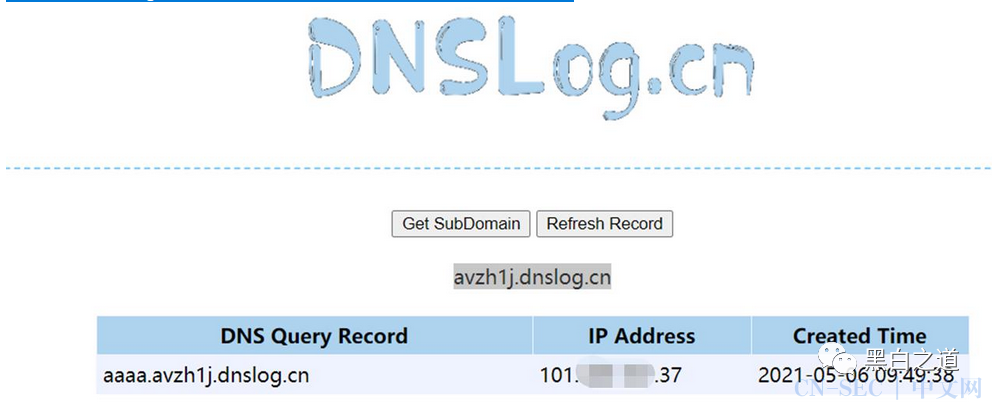 DNSLog.cn
Get SubDomain Refresh Record
avzh1j.dnslog.cn
DNS Query Record IP Address Created Time
aaaa.avzh1j.dnslog.cn 101. .37 2021-05-06 09:49:38
黑白之道
CN-SEC 中文网